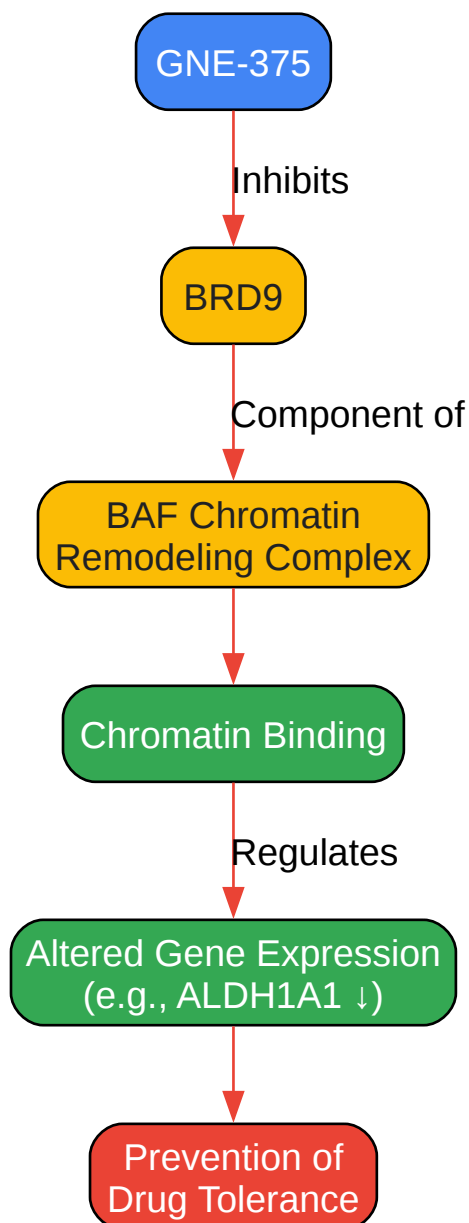 GNE-375
Inhibits
BRD9
Component of
BAF Chromatin
Remodeling Complex
Chromatin Binding
Regulates
Altered Gene Expression
(e.g., ALDH1A1 ↓)
Prevention of
Drug Tolerance